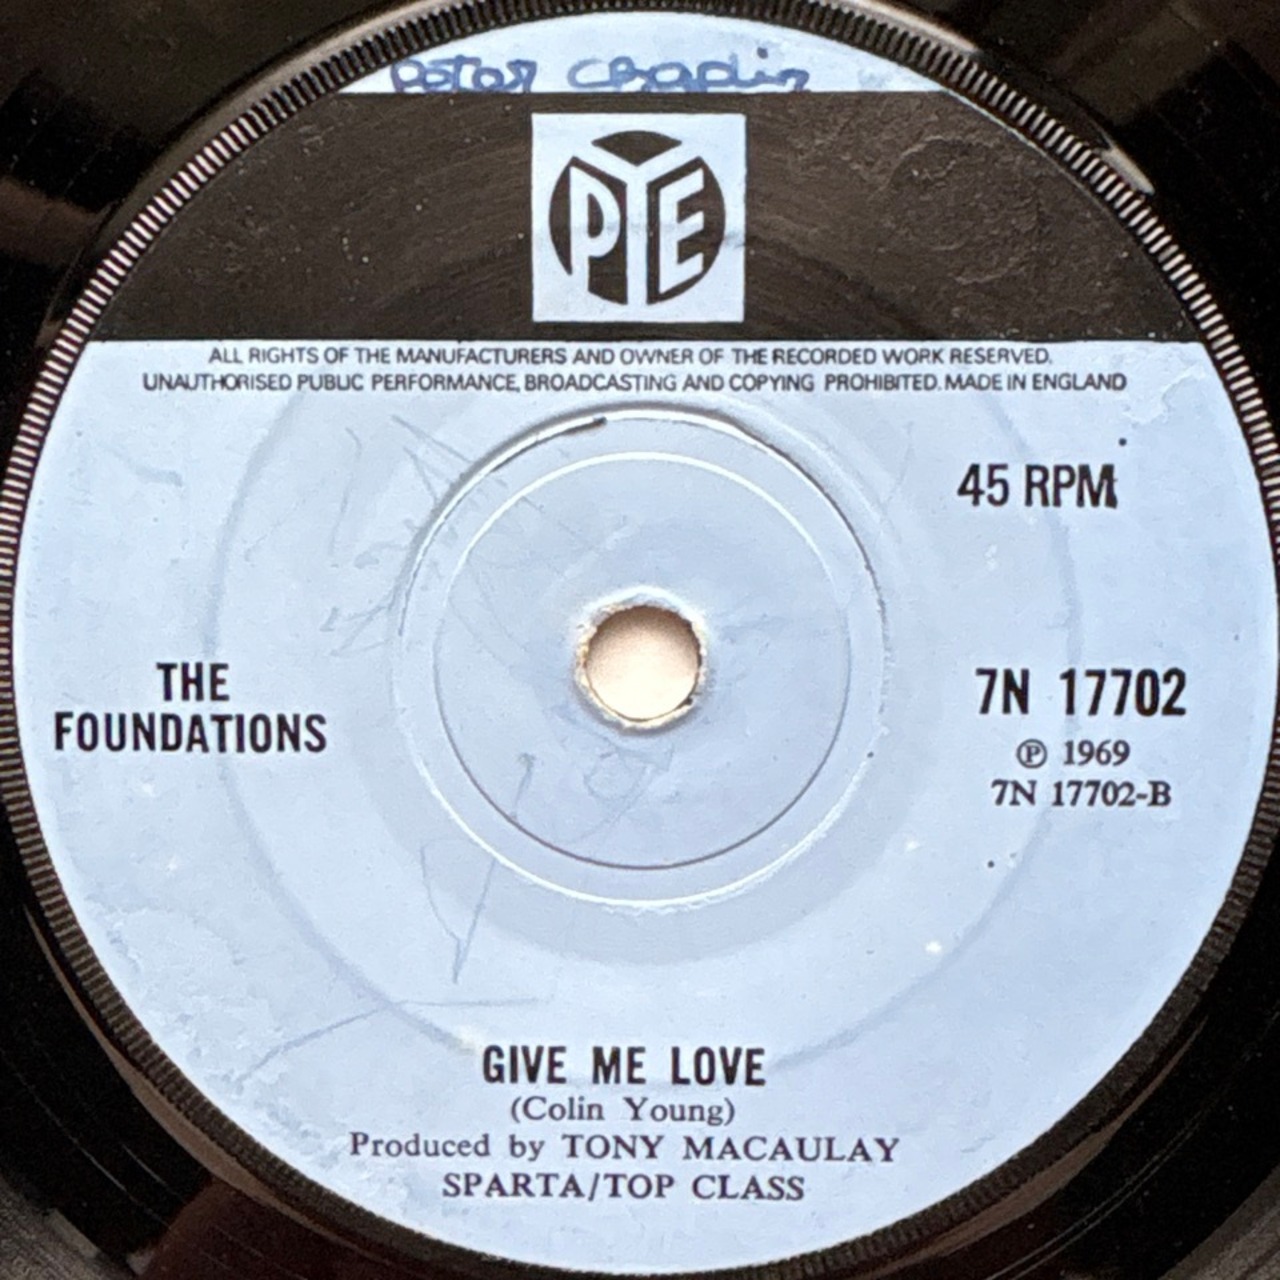 Peter Chaplin
PYE
ALL RIGHTS OF THE MANUFACTURERS AND OWNER OF THE RECORDED WORK RESERVED.
UNAUTHORISED PUBLIC PERFORMANCE, BROADCASTING AND COPYING PROHIBITED. MADE IN ENGLAND
45 RPM
THE
FOUNDATIONS
7N 17702
Ⓟ 1969
7N 17702-B
GIVE ME LOVE
(Colin Young)
Produced by TONY MACAULAY
SPARTA/TOP CLASS